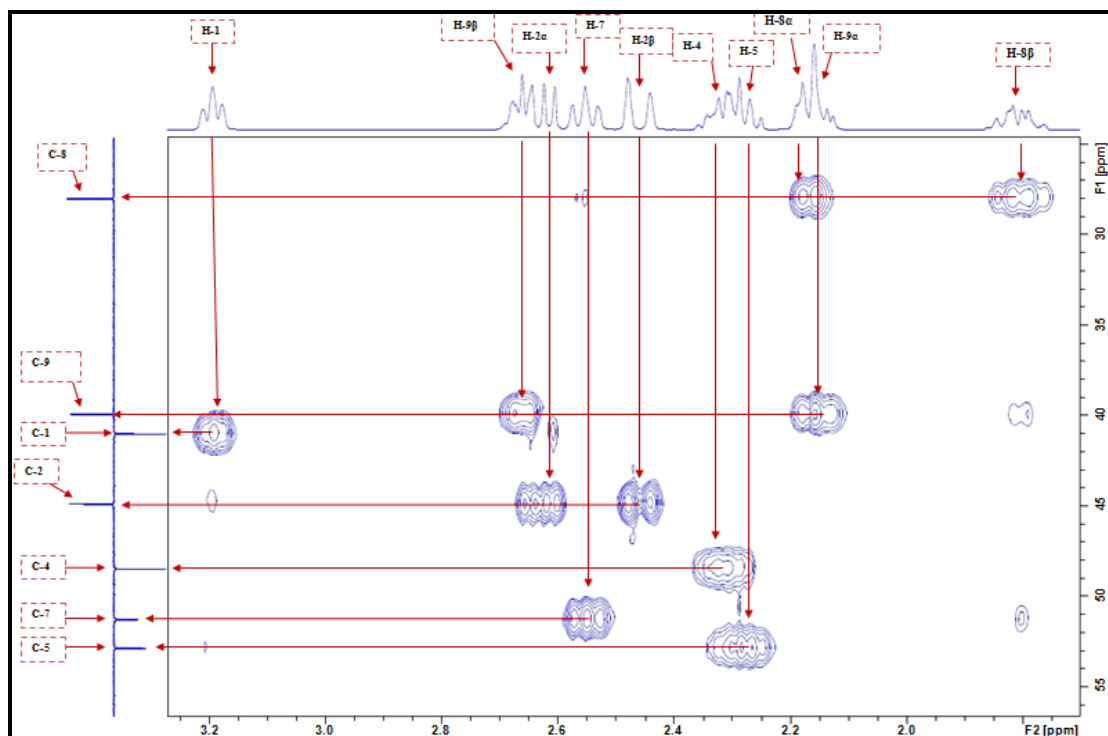 H-1
H-9β
H-2α
H-7
H-2β
H-4
H-5
H-8α
H-9α
H-8β
C-8
C-9
C-1
C-2
C-4
C-7
C-5
F1 [ppm]
30
35
40
45
50
55
3.2
3.0
2.8
2.6
2.4
2.2
2.0
F2 [ppm]